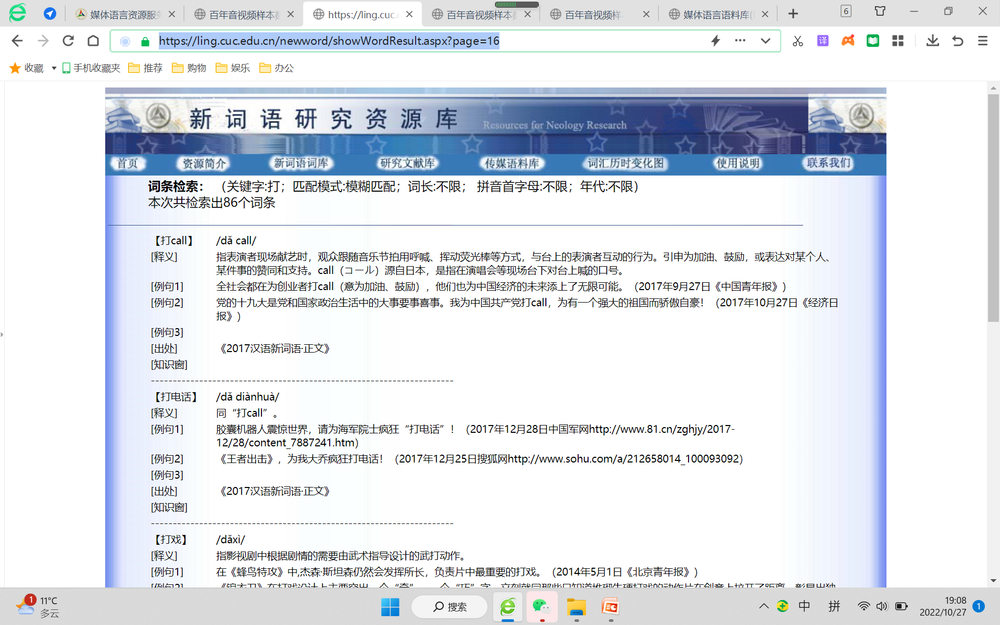 媒体语言资源服务
百年音视频样本数
https://ling.cuc.e
百年音视频样本数
百年音视频样本
媒体语言语料库(
6
https://ling.cuc.edu.cn/newword/showWordResult.aspx?page=16
译
收藏 手机收藏夹 推荐 购物 娱乐 办公
新词语研究资源库 Resources for Neology Research
首页 资源简介 新词语词库 研究文献库 传媒语料库 词汇历时变化图 使用说明 联系我们
词条检索： （关键字:打；匹配模式:模糊匹配；词长:不限； 拼音首字母:不限；年代:不限）
本次共检索出86个词条
【打call】 /dǎ call/
[释义] 指表演者现场献艺时，观众跟随音乐节拍用呼喊、挥动荧光棒等方式，与台上的表演者互动的行为。引申为加油、鼓励，或表达对某个人、
某件事的赞同和支持。call（コール）源自日本，是指在演唱会等现场台下对台上喊的口号。
[例句1] 全社会都在为创业者打call（意为加油、鼓励），他们也为中国经济的未来添上了无限可能。（2017年9月27日《中国青年报》）
[例句2] 党的十九大是党和国家政治生活中的大事要事喜事。我为中国共产党打call，为有一个强大的祖国而骄傲自豪！（2017年10月27日《经济日
报》）
[例句3]
[出处] 《2017汉语新词语·正文》
[知识窗]
----------------------------------------------------------------------
【打电话】 /dǎ diànhuà/
[释义] 同“打call”。
[例句1] 胶囊机器人震惊世界，请为海军院士疯狂“打电话”！（2017年12月28日中国军网http://www.81.cn/zghjy/2017-
12/28/content_7887241.htm）
[例句2] 《王者出击》，为我大乔疯狂打电话！（2017年12月25日搜狐网http://www.sohu.com/a/212658014_100093092）
[例句3]
[出处] 《2017汉语新词语·正文》
[知识窗]
----------------------------------------------------------------------
【打戏】 /dǎxì/
[释义] 指影视剧中根据剧情的需要由武术指导设计的武打动作。
[例句1] 在《蜂鸟特攻》中,杰森·斯坦森仍然会发挥所长，负责片中最重要的打戏。（2014年5月1日《北京青年报》）
1 11°C
多云
搜索
中 拼
19:08
2022/10/27
1